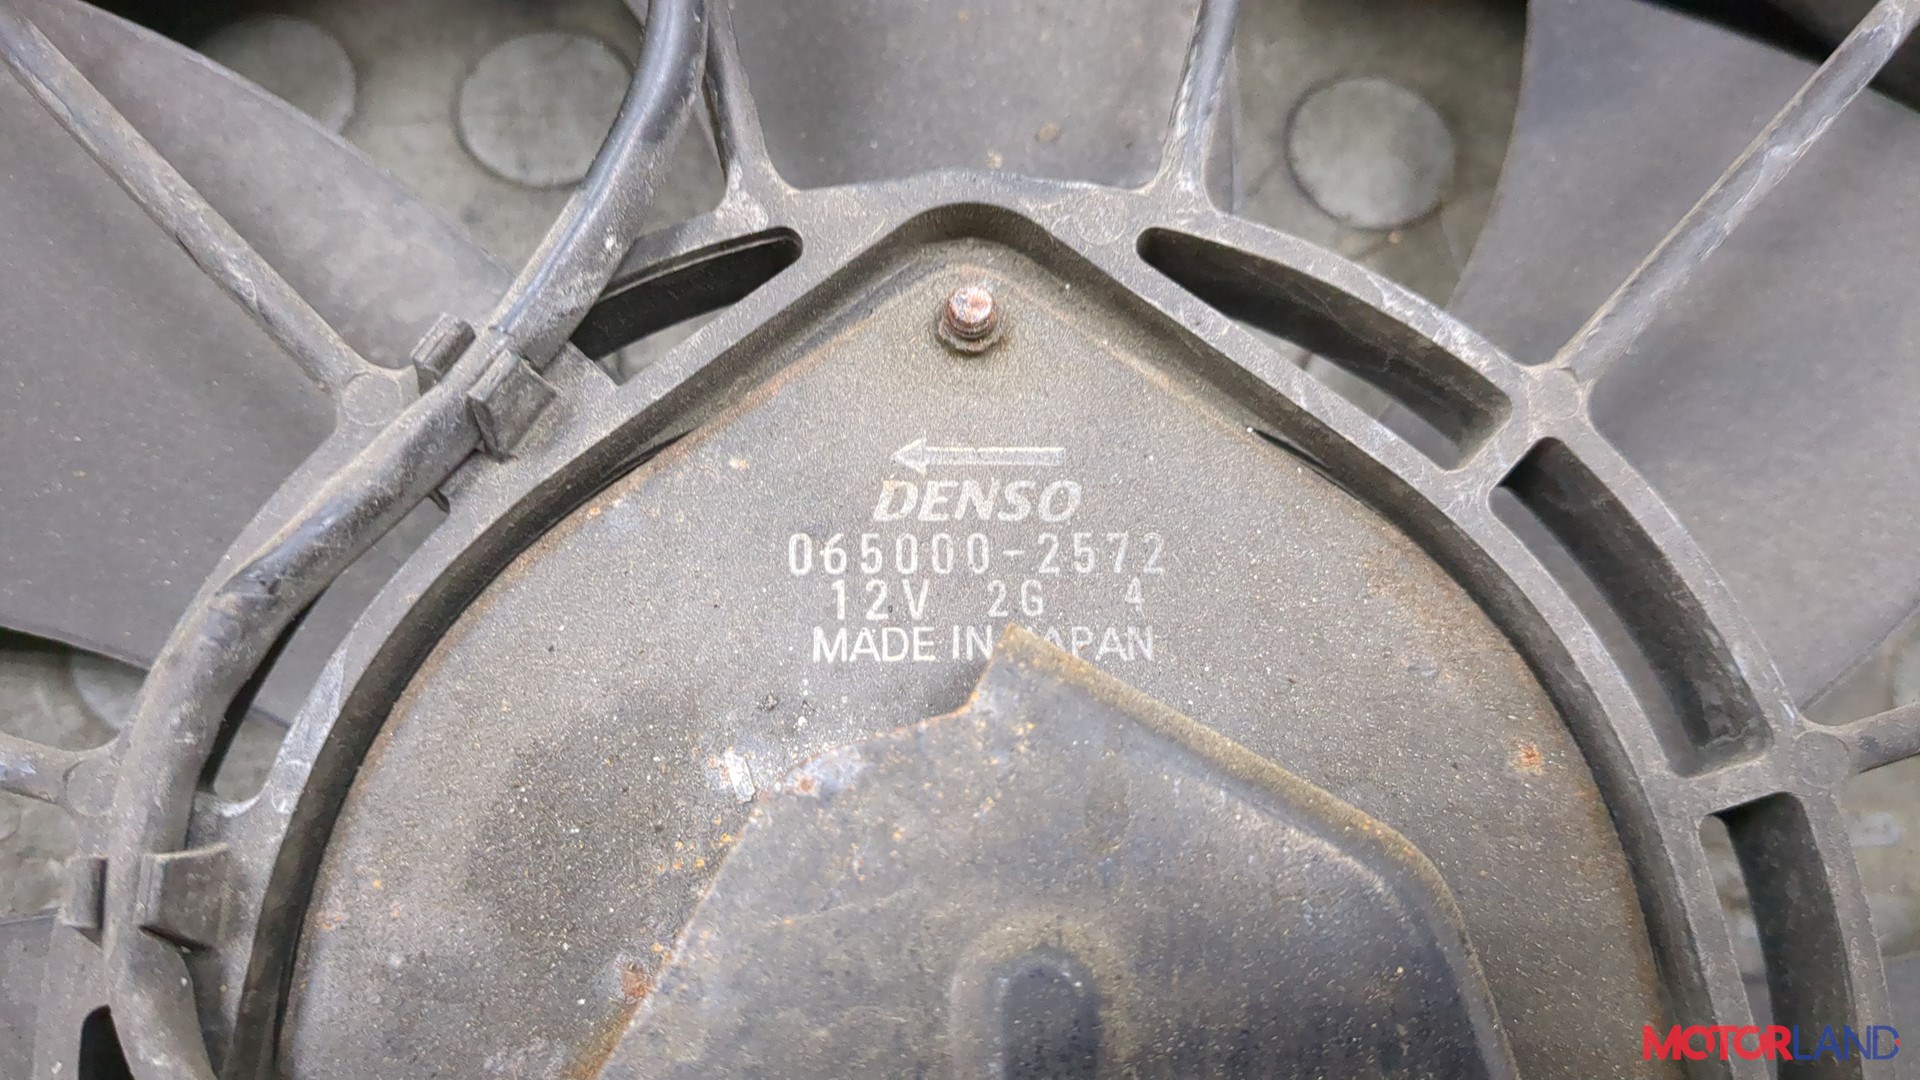 DENSO
065000-2572
12V 2G 4
MADE IN JAPAN
MOTORLAND